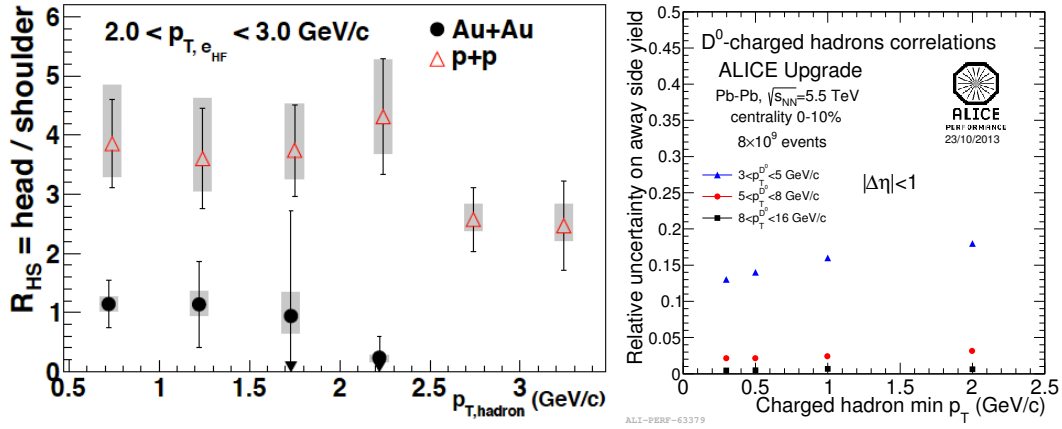 2.0 < p_T, e_HF < 3.0 GeV/c
Au+Au
p+p
R_HS = head / shoulder
6
5
4
3
2
1
0
0.5 1 1.5 2 2.5 3
p_T,hadron (GeV/c)
D⁰-charged hadrons correlations
ALICE Upgrade
Pb-Pb, √s_NN=5.5 TeV
centrality 0-10%
8×10⁹ events
ALICE
PERFORMANCE
23/10/2013
3<p_T^D⁰<5 GeV/c
5<p_T^D⁰<8 GeV/c
8<p_T^D⁰<16 GeV/c
|Δη|<1
Relative uncertainty on away side yield
0.5
0.45
0.4
0.35
0.3
0.25
0.2
0.15
0.1
0.05
0
0 0.5 1 1.5 2 2.5
Charged hadron min p_T (GeV/c)
ALI-PERF-63379